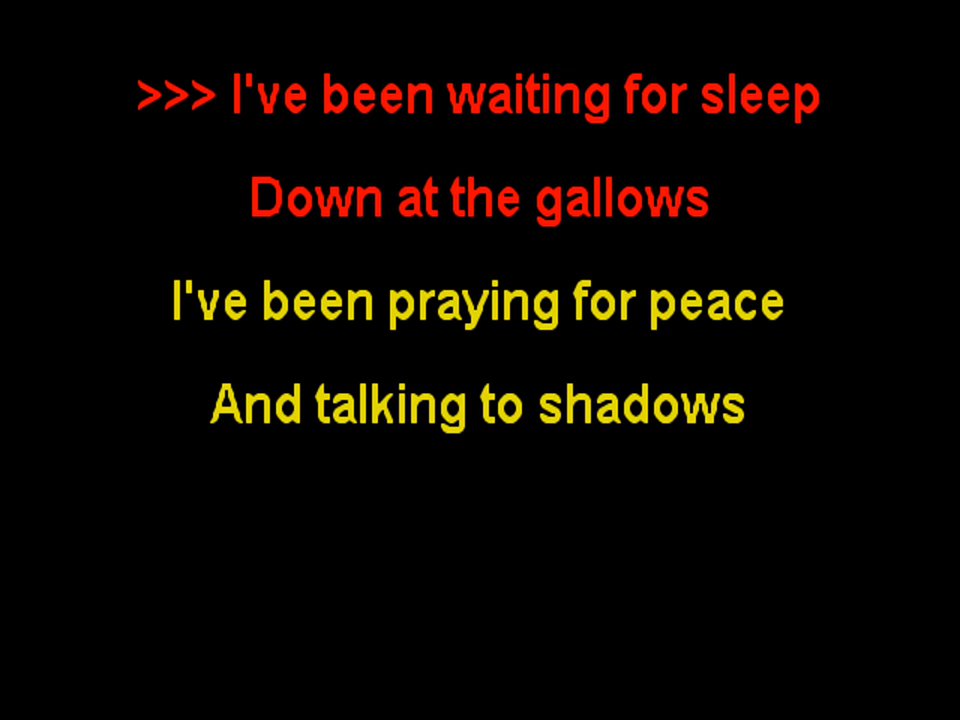 >>> I've been waiting for sleep
Down at the gallows
I've been praying for peace
And talking to shadows